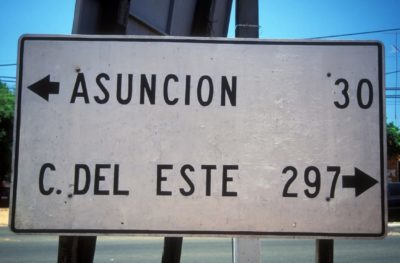 ASUNCION 30
C. DEL ESTE 297